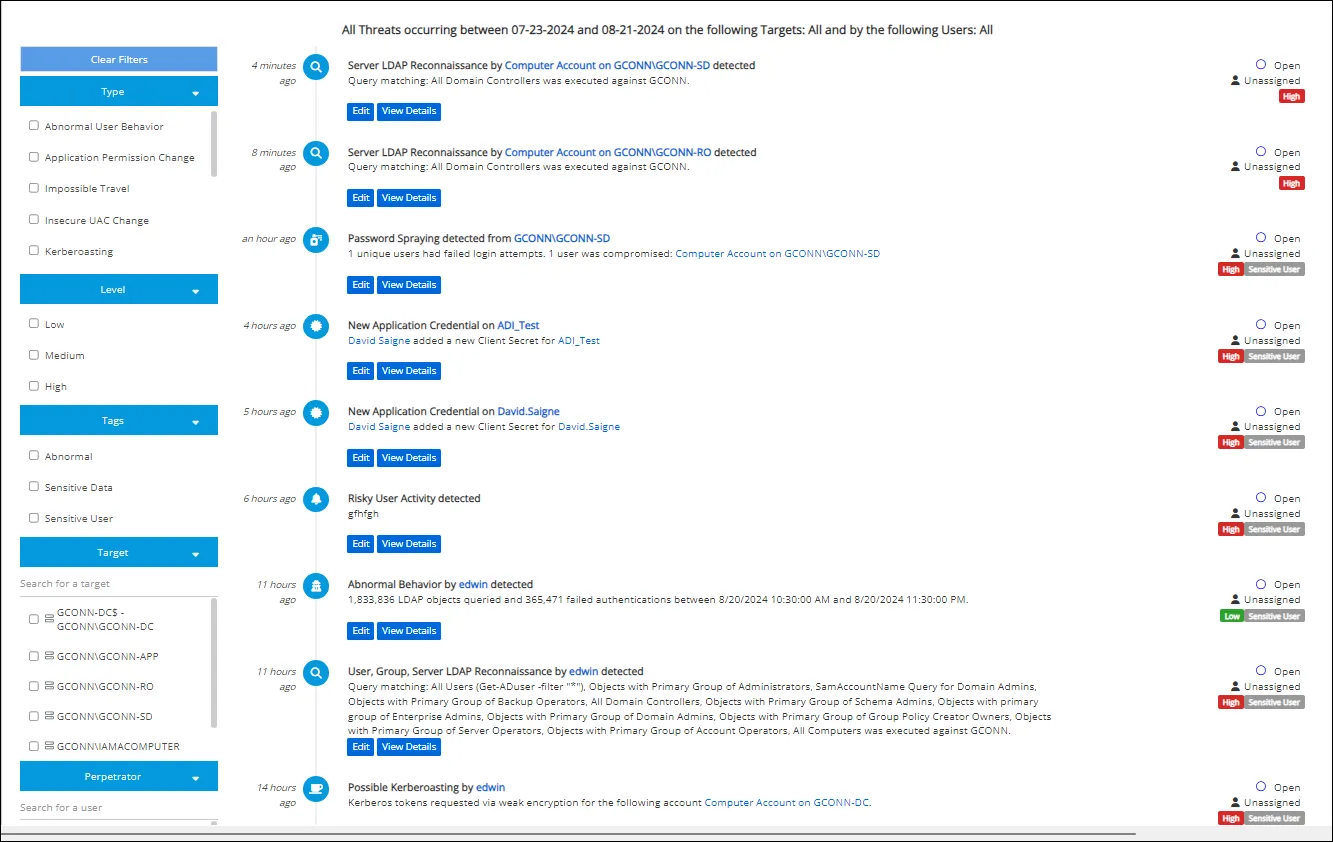 All Threats occurring between 07-23-2024 and 08-21-2024 on the following Targets: All and by the following Users: All
Clear Filters
Type
Abnormal User Behavior
Application Permission Change
Impossible Travel
Insecure UAC Change
Kerberoasting
Level
Low
Medium
High
Tags
Abnormal
Sensitive Data
Sensitive User
Target
Search for a target
GCONN-DC$ -
GCONN\GCONN-DC
GCONN\GCONN-APP
GCONN\GCONN-RO
GCONN\GCONN-SD
GCONN\IAMACOMPUTER
Perpetrator
Search for a user
4 minutes
ago
Server LDAP Reconnaissance by Computer Account on GCONN\GCONN-SD detected
Query matching: All Domain Controllers was executed against GCONN.
Edit View Details
Open
Unassigned
High
8 minutes
ago
Server LDAP Reconnaissance by Computer Account on GCONN\GCONN-RO detected
Query matching: All Domain Controllers was executed against GCONN.
Edit View Details
Open
Unassigned
High
an hour ago
Password Spraying detected from GCONN\GCONN-SD
1 unique users had failed login attempts. 1 user was compromised: Computer Account on GCONN\GCONN-SD
Edit View Details
Open
Unassigned
High Sensitive User
4 hours ago
New Application Credential on ADI_Test
David Saigne added a new Client Secret for ADI_Test
Edit View Details
Open
Unassigned
High Sensitive User
5 hours ago
New Application Credential on David.Saigne
David Saigne added a new Client Secret for David.Saigne
Edit View Details
Open
Unassigned
High Sensitive User
6 hours ago
Risky User Activity detected
gfhfgh
Edit View Details
Open
Unassigned
High Sensitive User
11 hours
ago
Abnormal Behavior by edwin detected
1,833,836 LDAP objects queried and 365,471 failed authentications between 8/20/2024 10:30:00 AM and 8/20/2024 11:30:00 PM.
Edit View Details
Open
Unassigned
Low Sensitive User
11 hours
ago
User, Group, Server LDAP Reconnaissance by edwin detected
Query matching: All Users (Get-ADuser -filter "*"), Objects with Primary Group of Administrators, SamAccountName Query for Domain Admins,
Objects with Primary Group of Backup Operators, All Domain Controllers, Objects with Primary Group of Schema Admins, Objects with primary
group of Enterprise Admins, Objects with Primary Group of Domain Admins, Objects with Primary Group of Group Policy Creator Owners, Objects
with Primary Group of Server Operators, Objects with Primary Group of Account Operators, All Computers was executed against GCONN.
Edit View Details
Open
Unassigned
High Sensitive User
14 hours
ago
Possible Kerberoasting by edwin
Kerberos tokens requested via weak encryption for the following account Computer Account on GCONN-DC.
Open
Unassigned
High Sensitive User